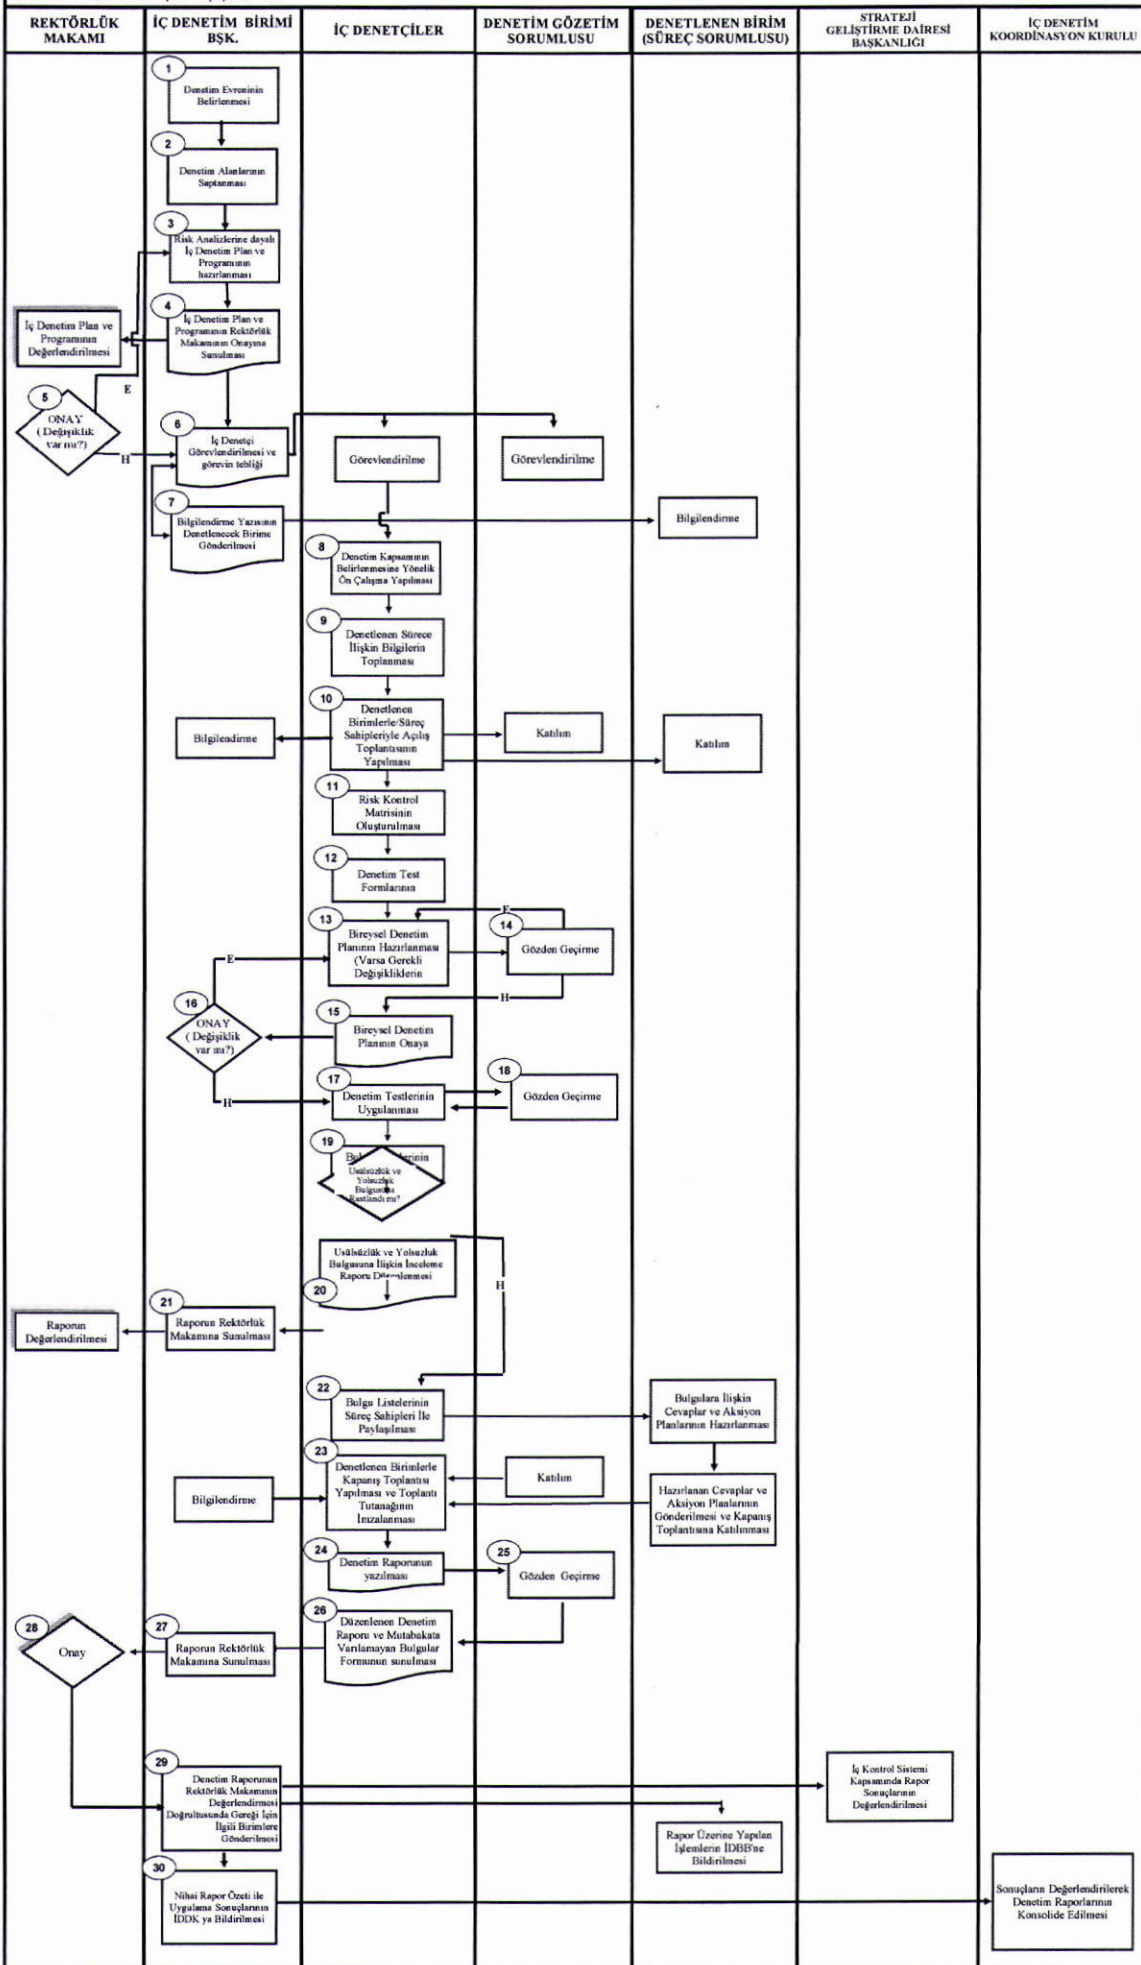 REKTÖRLÜK
MAKAMI
İÇ DENETİM BİRİMİ
BŞK.
İÇ DENETÇİLER
DENETİM GÖZETİM
SORUMLUSU
DENETLENEN BİRİM
(SÜREÇ SORUMLUSU)
STRATEJİ
GELİŞTİRME DAİRESİ
BAŞKANLIĞI
İÇ DENETİM
KOORDİNASYON KURULU
1
Denetim Evreninin
Belirlenmesi
2
Denetim Alanlarının
Saptanması
3
Risk Analizlerine dayalı
İç Denetim Plan ve
Programının
hazırlanması
4
İç Denetim Plan ve
Programının Rektörlük
Makamının Onayına
Sunulması
İç Denetim Plan ve
Programının
Değerlendirilmesi
E
5
ONAY
( Değişiklik
var mı?)
H
6
İç Denetçi
Görevlendirilmesi ve
görevin tebliği
Görevlendirilme
Görevlendirilme
7
Bilgilendirme Yazısının
Denetlenecek Birime
Gönderilmesi
Bilgilendirme
8
Denetim Kapsamının
Belirlenmesine Yönelik
Ön Çalışma Yapılması
9
Denetlenen Sürece
İlişkin Bilgilerin
Toplanması
10
Denetlenen
Birimlerle/Süreç
Sahipleriyle Açılış
Toplantısının
Yapılması
Bilgilendirme
Katılım
Katılım
11
Risk Kontrol
Matrisinin
Oluşturulması
12
Denetim Test
Formlarının
13
Bireysel Denetim
Planının Hazırlanması
(Varsa Gerekli
Değişikliklerin
E
14
Gözden Geçirme
E
H
15
Bireysel Denetim
Planının Onaya
16
ONAY
( Değişiklik
var mı?)
H
17
Denetim Testlerinin
Uygulanması
18
Gözden Geçirme
19
Usülsüzlük ve
Yolsuzluk
Bulgusuna
Rastlandı mı?
Usülsüzlük ve Yolsuzluk
Bulgusuna İlişkin İnceleme
Raporu Düzenlenmesi
20
H
21
Raporun Rektörlük
Makamına Sunulması
Raporun
Değerlendirilmesi
22
Bulgu Listelerinin
Süreç Sahipleri İle
Paylaşılması
Bulgulara İlişkin
Cevaplar ve Aksiyon
Planlarının Hazırlanması
23
Denetlenen Birimlerle
Kapanış Toplantısı
Yapılması ve Toplantı
Tutanağının
İmzalanması
Bilgilendirme
Katılım
Hazırlanan Cevaplar ve
Aksiyon Planlarının
Gönderilmesi ve Kapanış
Toplantısına Katılınması
24
Denetim Raporunun
yazılması
25
Gözden Geçirme
26
Düzenlenen Denetim
Raporu ve Mutabakata
Varılamayan Bulgular
Formunun sunulması
27
Raporun Rektörlük
Makamına Sunulması
28
Onay
29
Denetim Raporunun
Rektörlük Makamının
Değerlendirmesi
Doğrultusunda Gereği İçin
İlgili Birimlere
Gönderilmesi
İç Kontrol Sistemi
Kapsamında Rapor
Sonuçlarının
Değerlendirilmesi
Rapor Üzerine Yapılan
İşlemlerin İDBB'ne
Bildirilmesi
30
Nihai Rapor Özeti ile
Uygulama Sonuçlarının
İDDK ya Bildirilmesi
Sonuçların Değerlendirilerek
Denetim Raporlarının
Konsolide Edilmesi